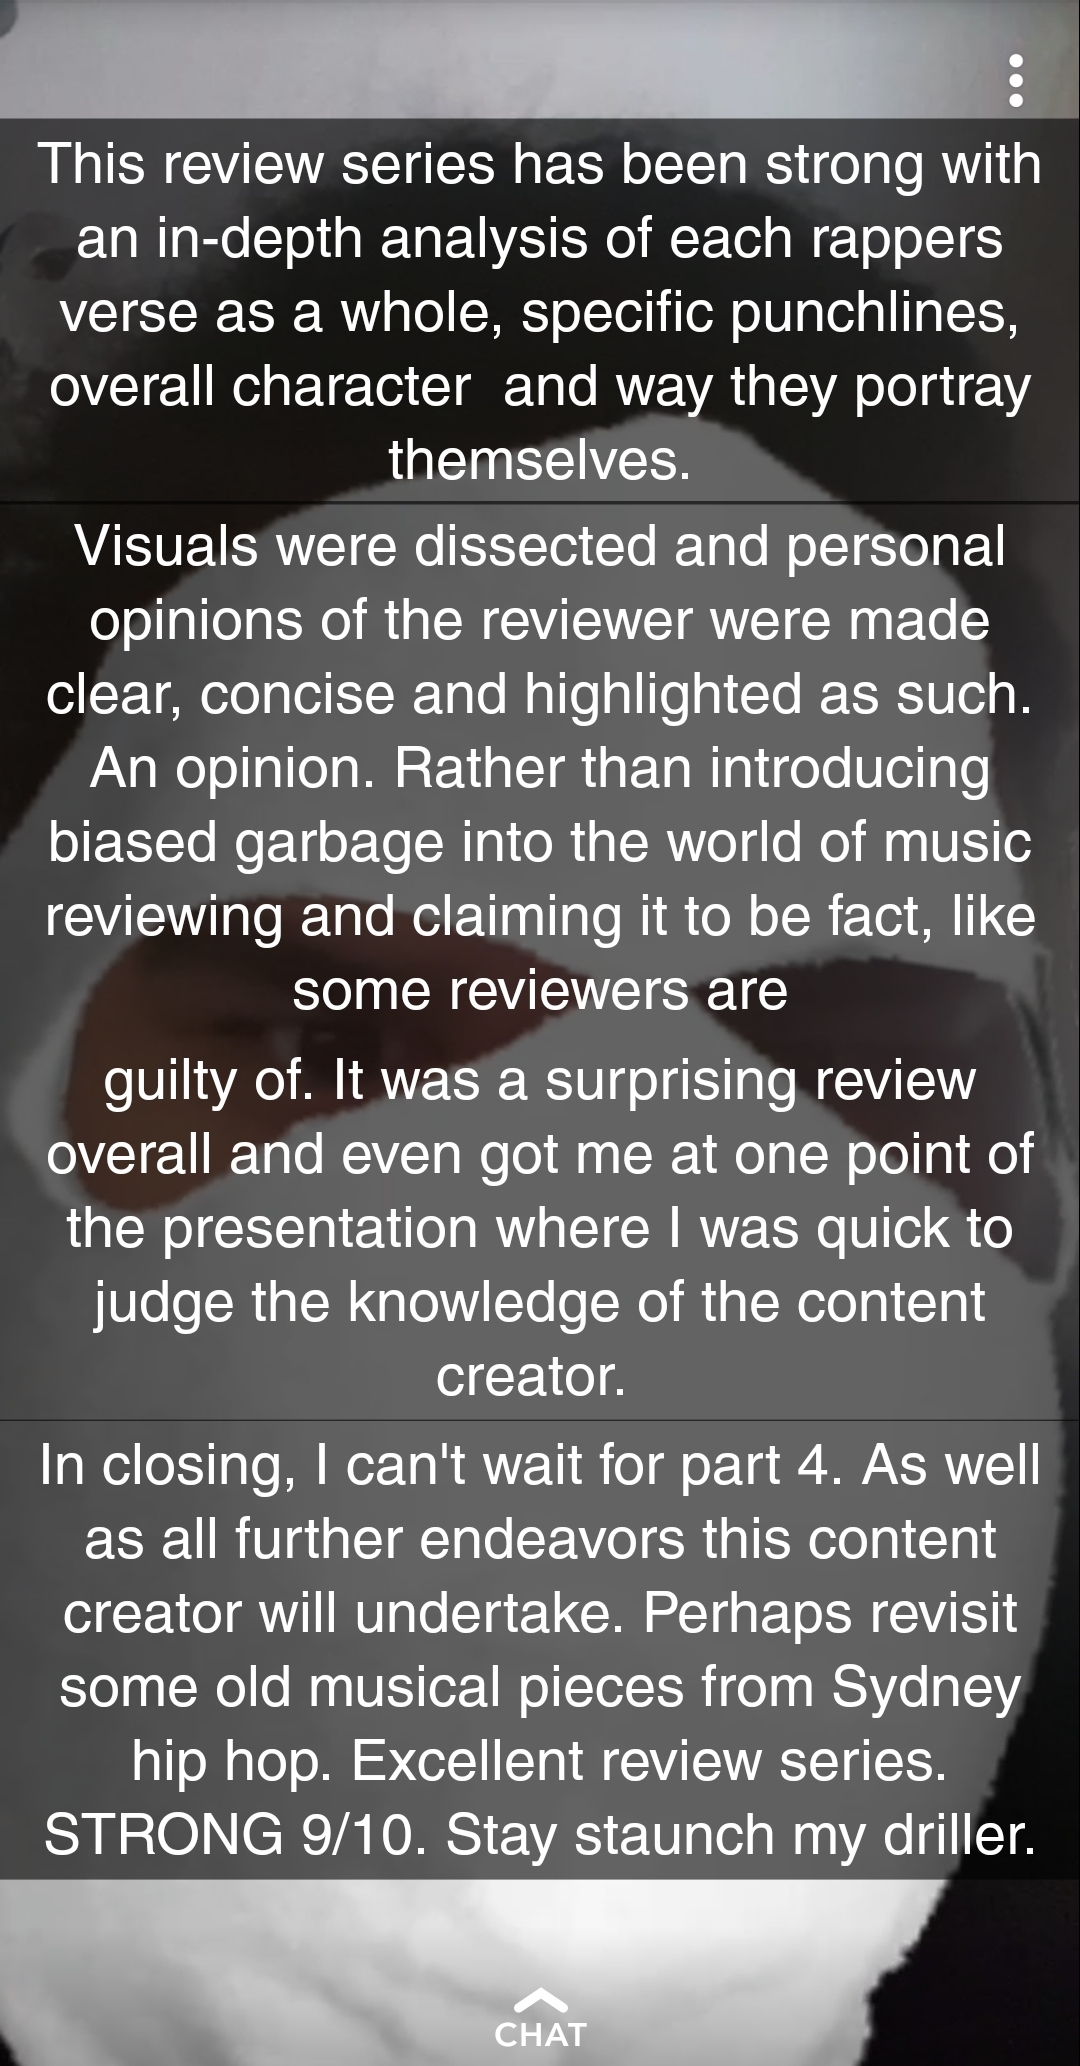 This review series has been strong with
an in-depth analysis of each rappers
verse as a whole, specific punchlines,
overall character  and way they portray
themselves.
Visuals were dissected and personal
opinions of the reviewer were made
clear, concise and highlighted as such.
An opinion. Rather than introducing
biased garbage into the world of music
reviewing and claiming it to be fact, like
some reviewers are
guilty of. It was a surprising review
overall and even got me at one point of
the presentation where I was quick to
judge the knowledge of the content
creator.
In closing, I can't wait for part 4. As well
as all further endeavors this content
creator will undertake. Perhaps revisit
some old musical pieces from Sydney
hip hop. Excellent review series.
STRONG 9/10. Stay staunch my driller.
CHAT